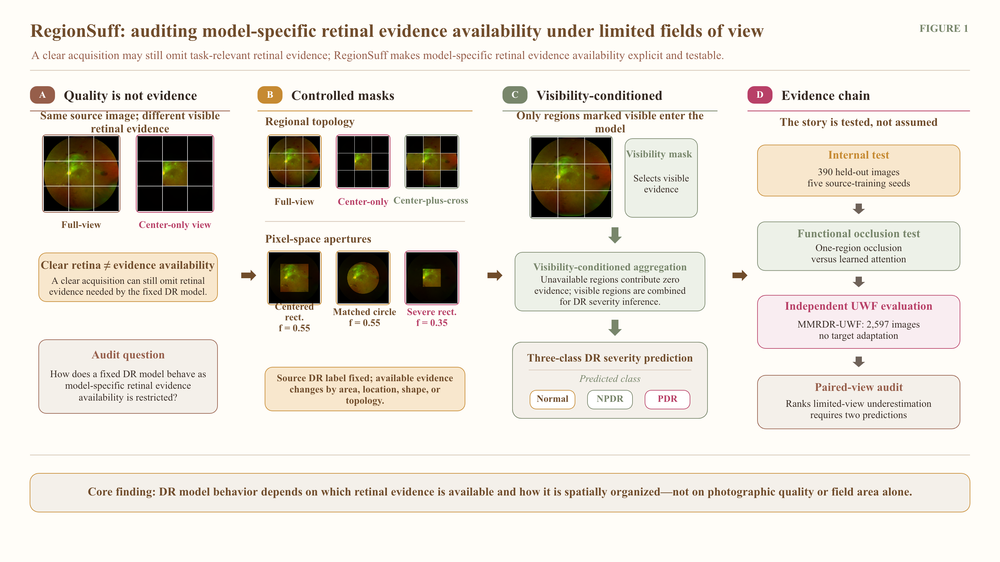 RegionSuff: auditing model-specific retinal evidence availability under limited fields of view
FIGURE 1
A clear acquisition may still omit task-relevant retinal evidence; RegionSuff makes model-specific retinal evidence availability explicit and testable.
A
Quality is not evidence
Same source image; different visible
retinal evidence
Full-view
Center-only view
Clear retina ≠ evidence availability
A clear acquisition can still omit retinal
evidence needed by the fixed DR model.
Audit question
How does a fixed DR model behave as
model-specific retinal evidence
availability is restricted?
B
Controlled masks
Regional topology
Full-view
Center-only
Center-plus-cross
Pixel-space apertures
Centered
rect.
f = 0.55
Matched circle
f = 0.55
Severe rect.
f = 0.35
Source DR label fixed; available evidence
changes by area, location, shape, or
topology.
C
Visibility-conditioned
Only regions marked visible enter the
model
Visibility mask
Selects visible
evidence
Visibility-conditioned aggregation
Unavailable regions contribute zero
evidence; visible regions are combined
for DR severity inference.
Three-class DR severity prediction
Predicted class
Normal
NPDR
PDR
D
Evidence chain
The story is tested, not assumed
Internal test
390 held-out images
five source-training seeds
Functional occlusion test
One-region occlusion
versus learned attention
Independent UWF evaluation
MMRDR-UWF: 2,597 images
no target adaptation
Paired-view audit
Ranks limited-view underestimation
requires two predictions
Core finding: DR model behavior depends on which retinal evidence is available and how it is spatially organized—not on photographic quality or field area alone.